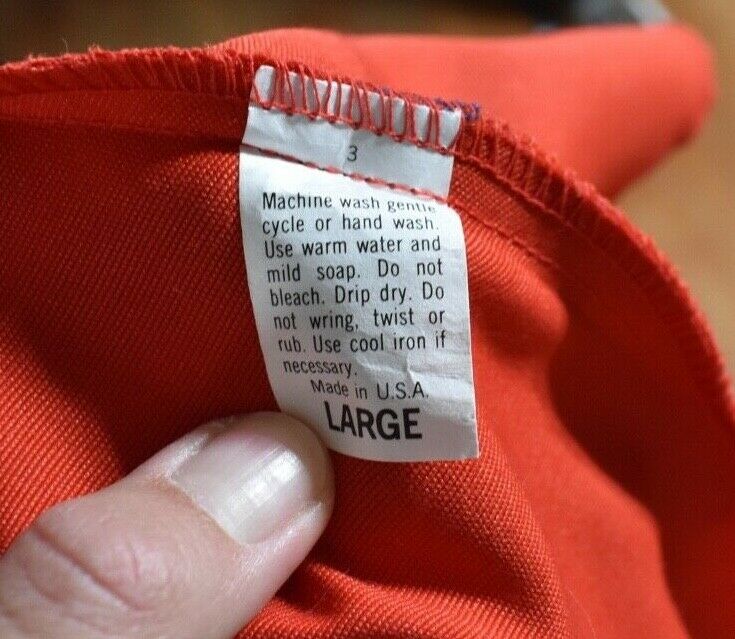 3
Machine wash gentle
cycle or hand wash.
Use warm water and
mild soap. Do not
bleach. Drip dry. Do
not wring, twist or
rub. Use cool iron if
necessary.
Made in U.S.A.
LARGE